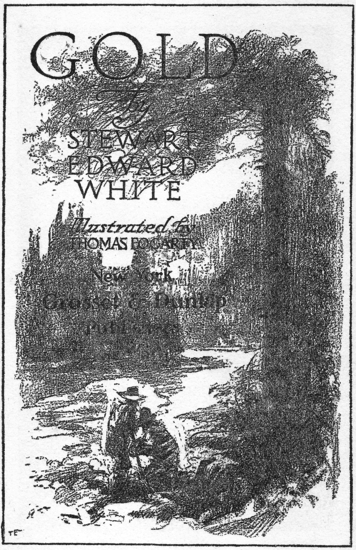 GOLD
By
STEWART
EDWARD
WHITE
Illustrated by
THOMAS FOGARTY
New York
Grosset & Dunlap
Publishers
TF